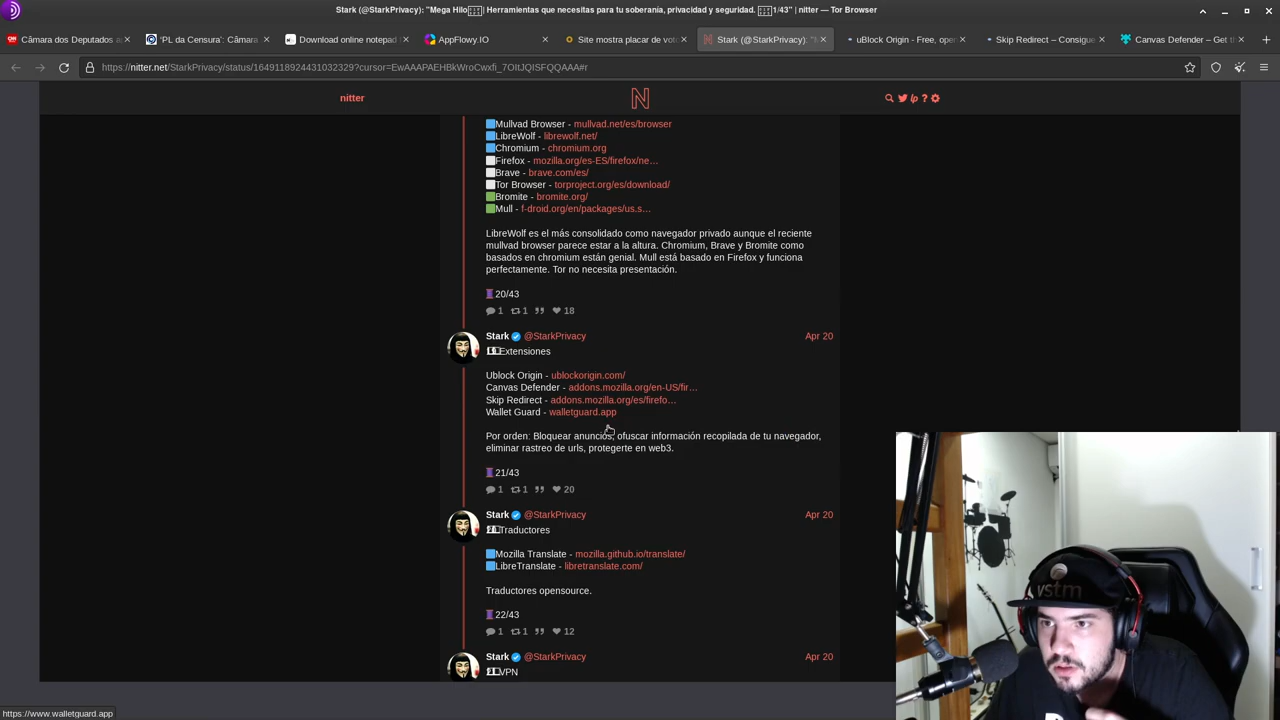 Stark (@StarkPrivacy): "Mega Hilo | Herramientas que necesitas para tu soberanía, privacidad y seguridad. 1/43" | nitter — Tor Browser
Câmara dos Deputados a
'PL da Censura': Câmara
Download online notepad
AppFlowy.IO
Site mostra placar de vot
Stark (@StarkPrivacy): "M
uBlock Origin - Free, ope
Skip Redirect – Consigue
Canvas Defender – Get t
https://nitter.net/StarkPrivacy/status/1649118924431032329?cursor=EwAAAPAEHBkWroCwxfi_7OItJQISFQQAAA#r
nitter
Mullvad Browser - mullvad.net/es/browser
LibreWolf - librewolf.net/
Chromium - chromium.org
Firefox - mozilla.org/es-ES/firefox/ne…
Brave - brave.com/es/
Tor Browser - torproject.org/es/download/
Bromite - bromite.org/
Mull - f-droid.org/en/packages/us.s…
LibreWolf es el más consolidado como navegador privado aunque el reciente
mullvad browser parece estar a la altura. Chromium, Brave y Bromite como
basados en chromium están genial. Mull está basado en Firefox y funciona
perfectamente. Tor no necesita presentación.
20/43
1 1 18
Stark @StarkPrivacy Apr 20
Extensiones
Ublock Origin - ublockorigin.com/
Canvas Defender - addons.mozilla.org/en-US/fir…
Skip Redirect - addons.mozilla.org/es/firefo…
Wallet Guard - walletguard.app
Por orden: Bloquear anuncios, ofuscar información recopilada de tu navegador,
eliminar rastreo de urls, protegerte en web3.
21/43
1 1 20
Stark @StarkPrivacy Apr 20
Traductores
Mozilla Translate - mozilla.github.io/translate/
LibreTranslate - libretranslate.com/
Traductores opensource.
22/43
1 1 12
Stark @StarkPrivacy Apr 20
VPN
https://www.walletguard.app
vstm